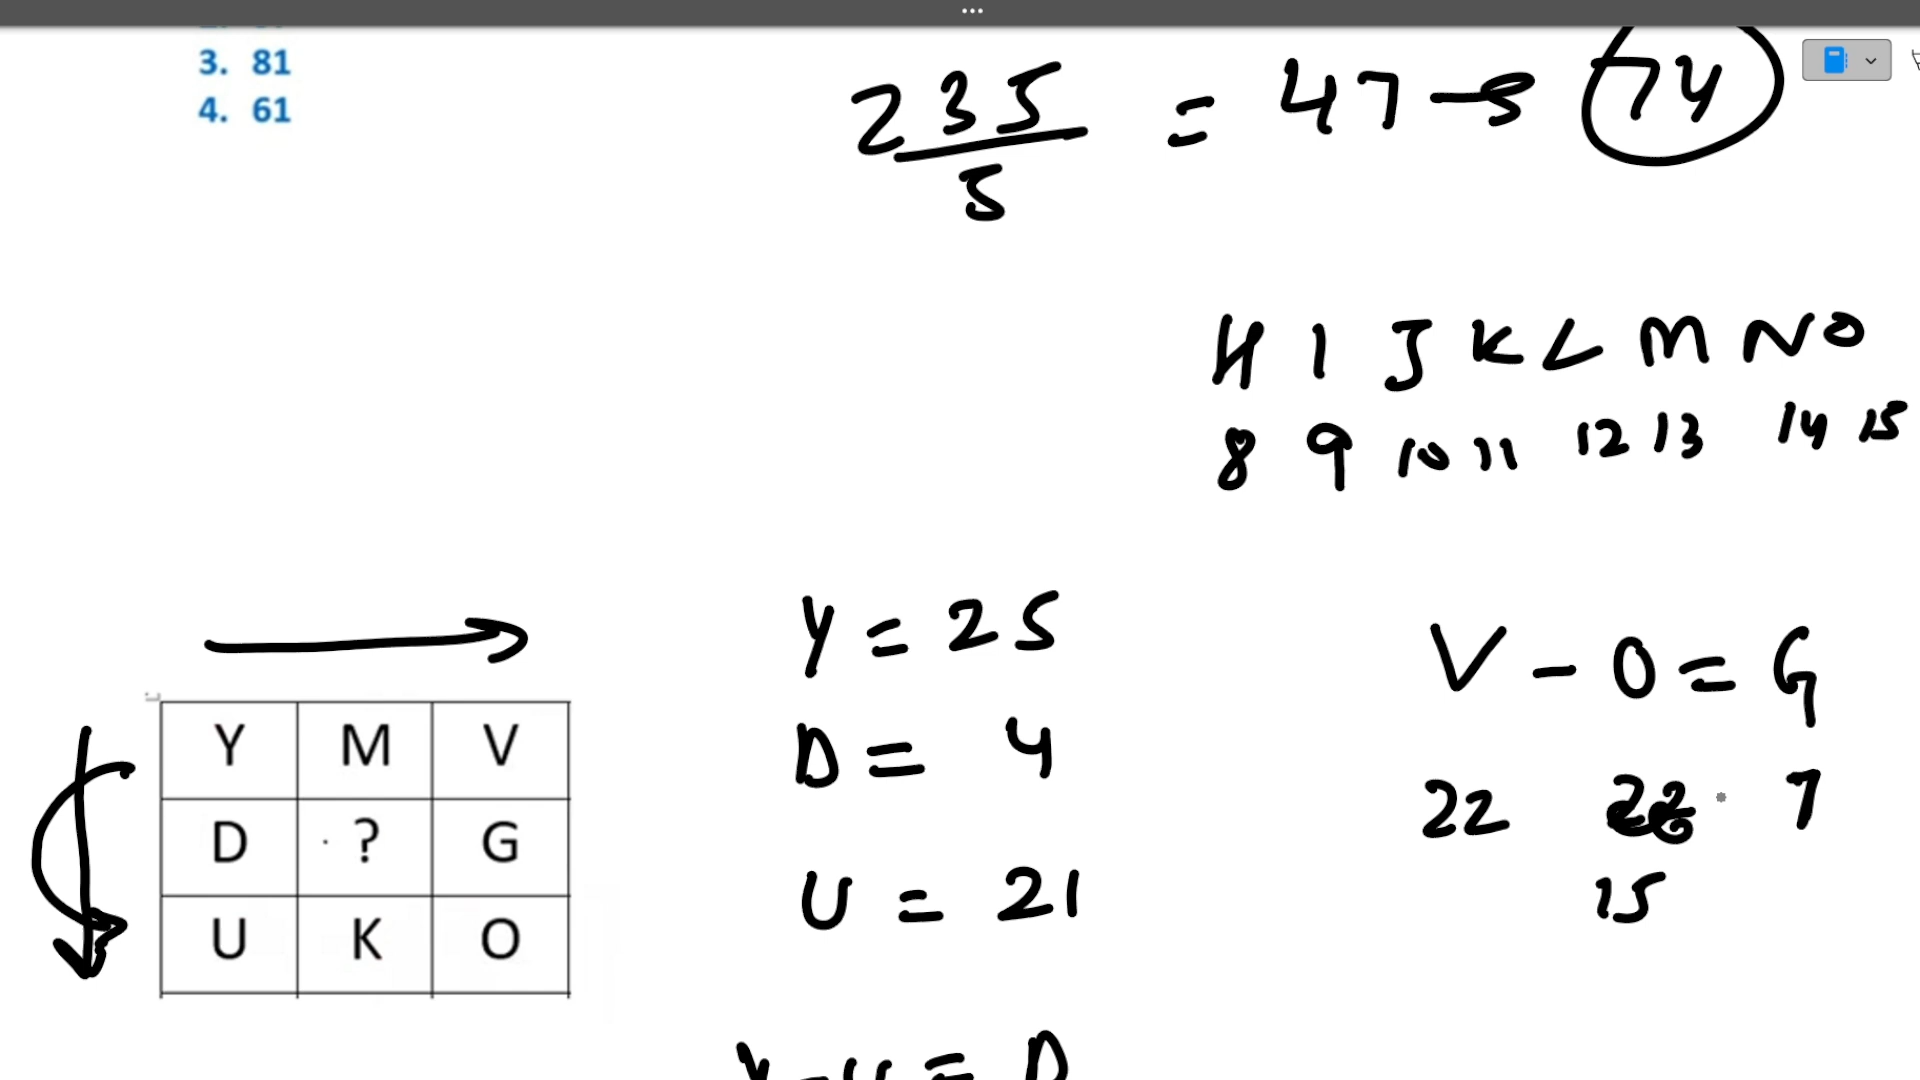 3. 81
4. 61
235/5 = 47 → 74
H I J K L M N O
8 9 10 11 12 13 14 15
Y = 25
V - O = G
D = 4
22 7
U = 21
15
Y M V
D ? G
U K O
Y - U = D